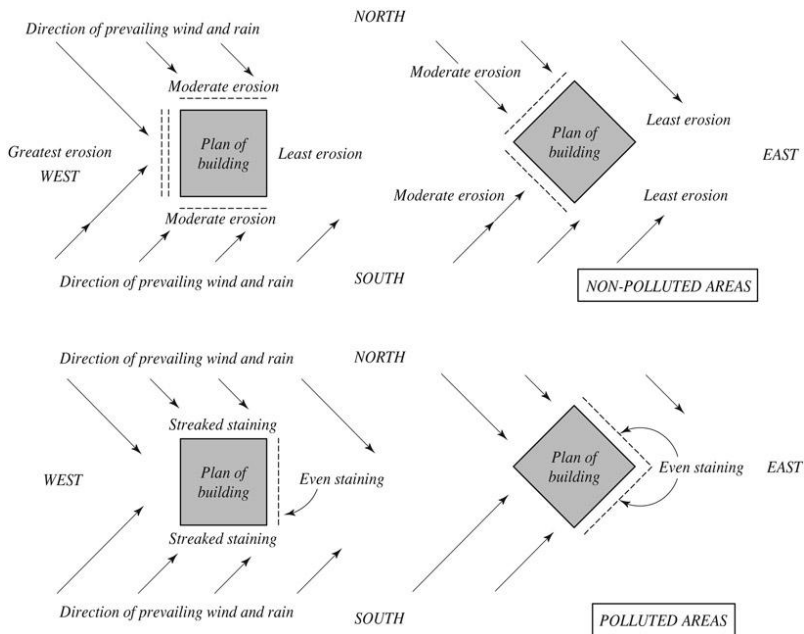 NORTH
Direction of prevailing wind and rain
Moderate erosion
Moderate erosion
Plan of
building
Least erosion
Plan of
building
Greatest erosion
WEST
Least erosion
EAST
Moderate erosion
Least erosion
Moderate erosion
Direction of prevailing wind and rain
SOUTH
NON-POLLUTED AREAS
Direction of prevailing wind and rain
NORTH
Streaked staining
Plan of
building
Plan of
building
WEST
Even staining
Even staining
EAST
Streaked staining
Direction of prevailing wind and rain
SOUTH
POLLUTED AREAS